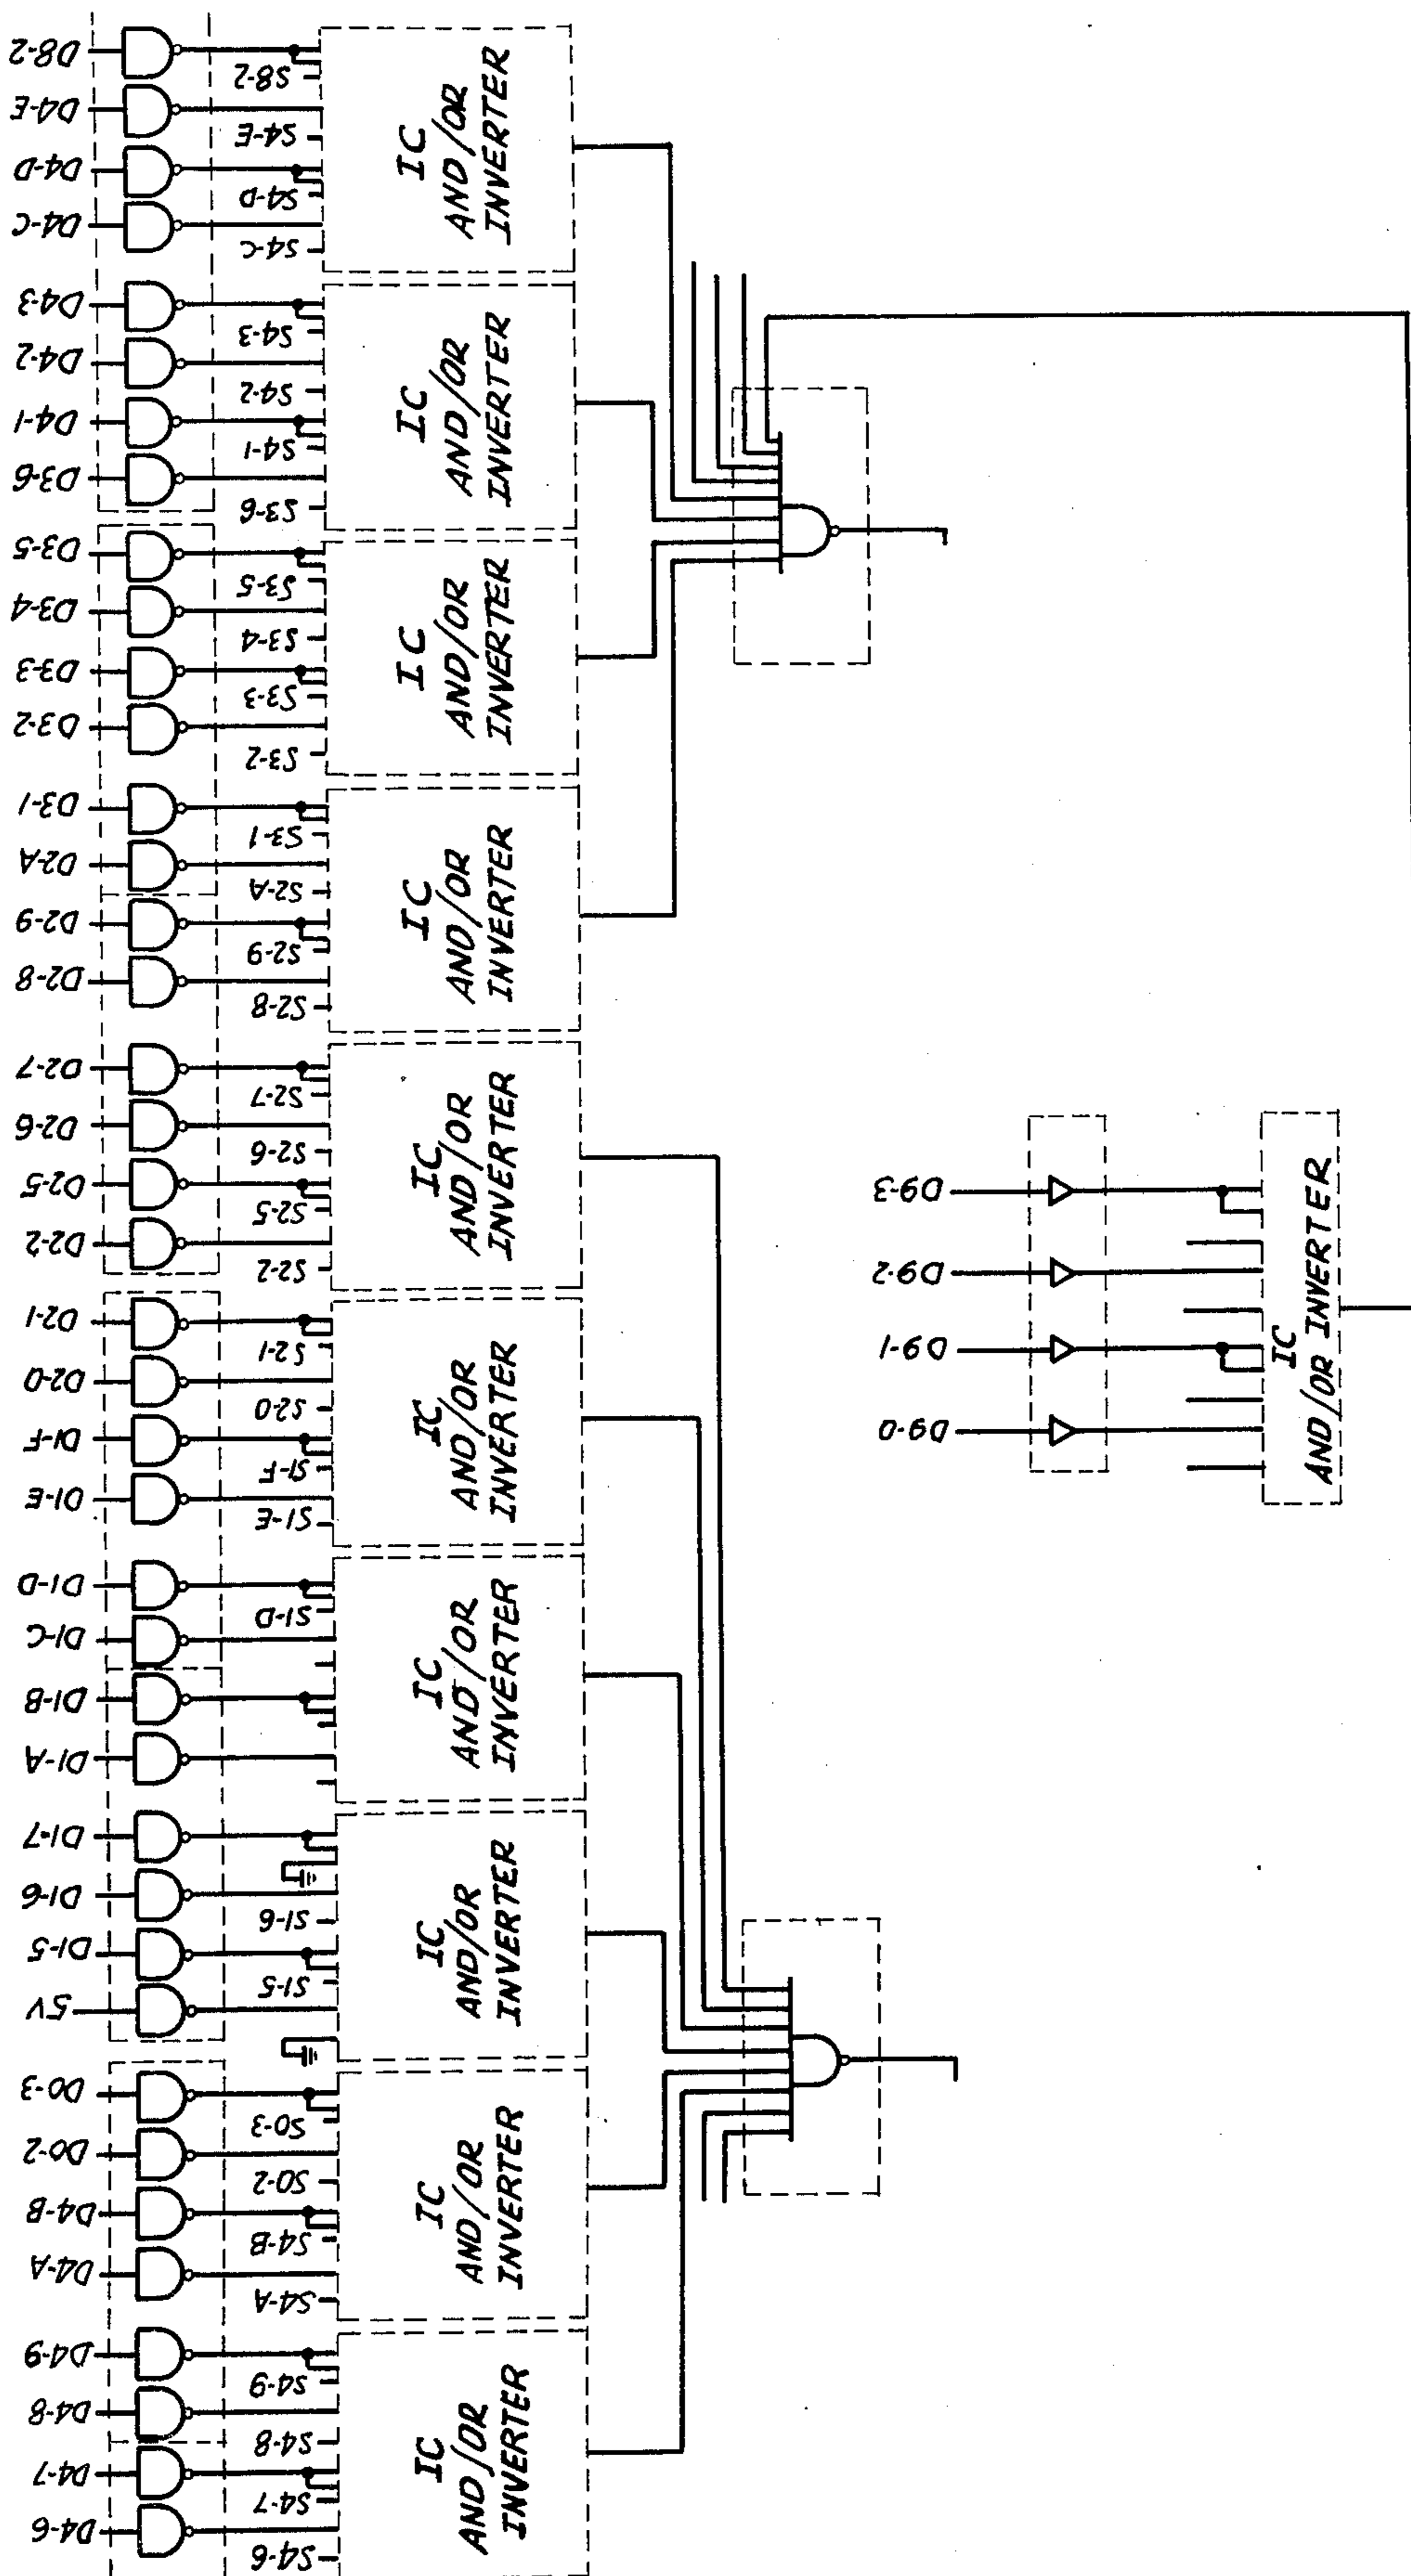 D8-2
S8-2
D4-E
S4-E
D4-D
S4-D
D4-C
S4-C
IC
AND/OR
INVERTER
D4-3
S4-3
D4-2
S4-2
D4-1
S4-1
D3-6
S3-6
IC
AND/OR
INVERTER
D3-5
S3-5
D3-4
S3-4
D3-3
S3-3
D3-2
S3-2
IC
AND/OR
INVERTER
D3-1
S3-1
D2-A
S2-A
D2-9
S2-9
D2-8
S2-8
IC
AND/OR
INVERTER
D2-7
S2-7
D2-6
S2-6
D2-5
S2-5
D2-2
S2-2
IC
AND/OR
INVERTER
D2-1
S2-1
D2-0
S2-0
D1-F
S1-F
D1-E
S1-E
IC
AND/OR
INVERTER
D1-D
S1-D
D1-C
D1-B
D1-A
IC
AND/OR
INVERTER
D1-7
D1-6
S1-6
D1-5
S1-5
5V
IC
AND/OR
INVERTER
D0-3
S0-3
D0-2
S0-2
D4-B
S4-B
D4-A
S4-A
IC
AND/OR
INVERTER
D4-9
S4-9
D4-8
S4-8
D4-7
S4-7
D4-6
S4-6
IC
AND/OR
INVERTER
D9-3
D9-2
D9-1
D9-0
IC
AND/OR INVERTER